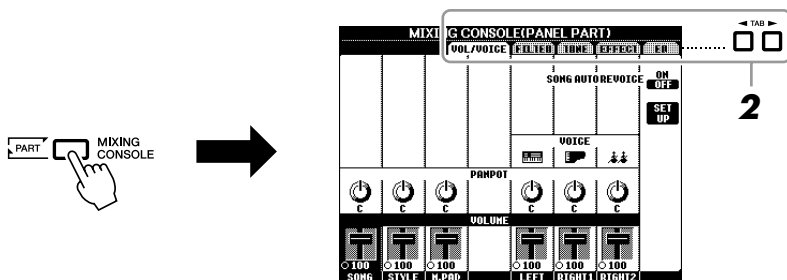 ◄ TAB ►
MIXING CONSOLE(PANEL PART)
VOL/VOICE FILTER TUNE EFFECT EQ
2
SONG AUTO REVOICE ON
OFF
SET
UP
PART MIXING
CONSOLE
VOICE
PANPOT
C C C C C C
VOLUME
100 100 100 100 100 100
SONG STYLE M.PAD LEFT RIGHT1 RIGHT2